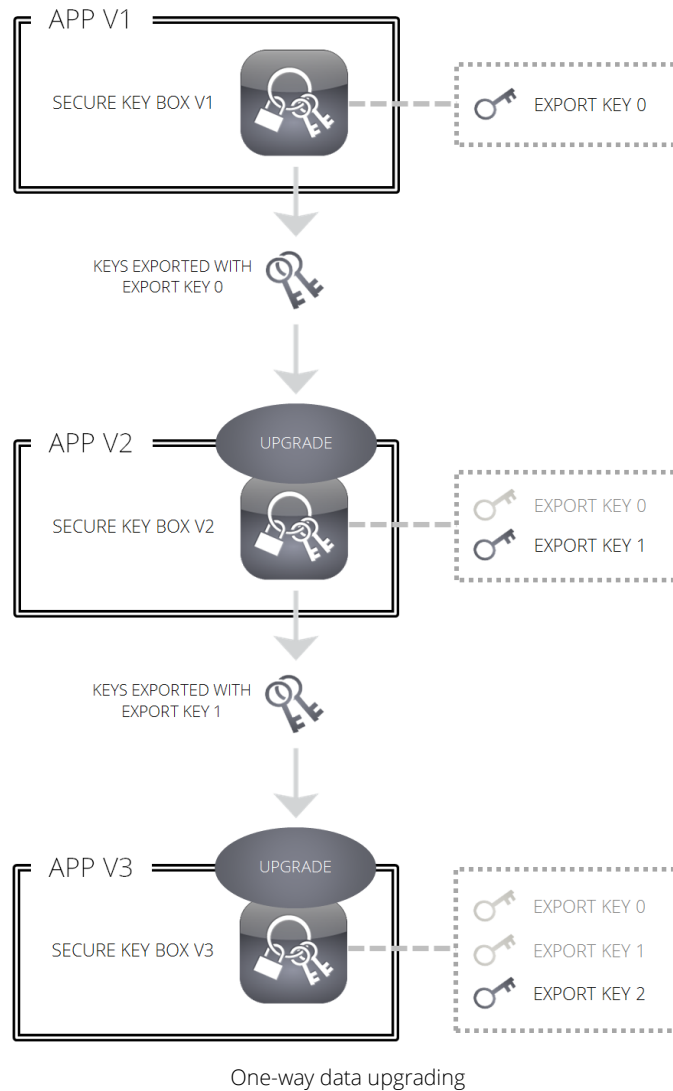 APP V1
SECURE KEY BOX V1
EXPORT KEY 0
KEYS EXPORTED WITH
EXPORT KEY 0
APP V2
UPGRADE
SECURE KEY BOX V2
EXPORT KEY 0
EXPORT KEY 1
KEYS EXPORTED WITH
EXPORT KEY 1
APP V3
UPGRADE
SECURE KEY BOX V3
EXPORT KEY 0
EXPORT KEY 1
EXPORT KEY 2
One-way data upgrading